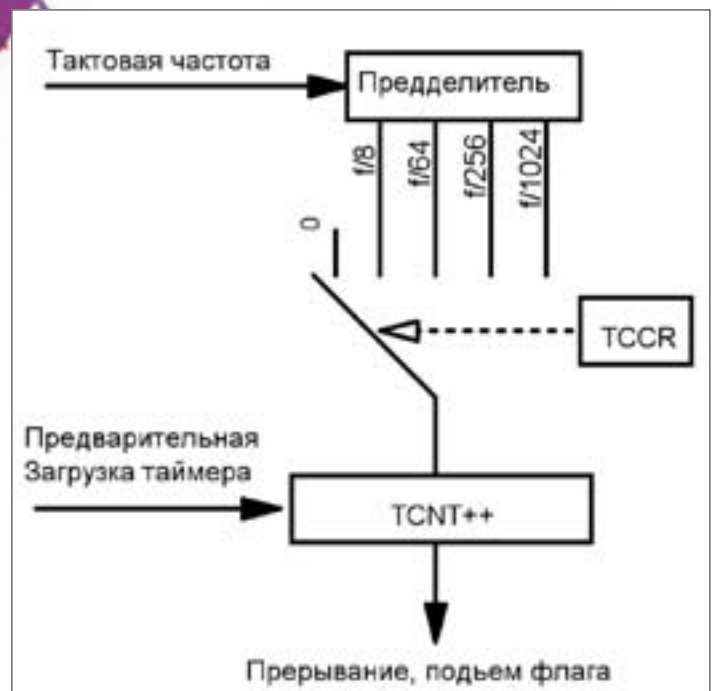 Тактовая частота
Предделитель
f/8
f/64
f/256
f/1024
0
TCCR
Предварительная
Загрузка таймера
TCNT++
Прерывание, подьем флага